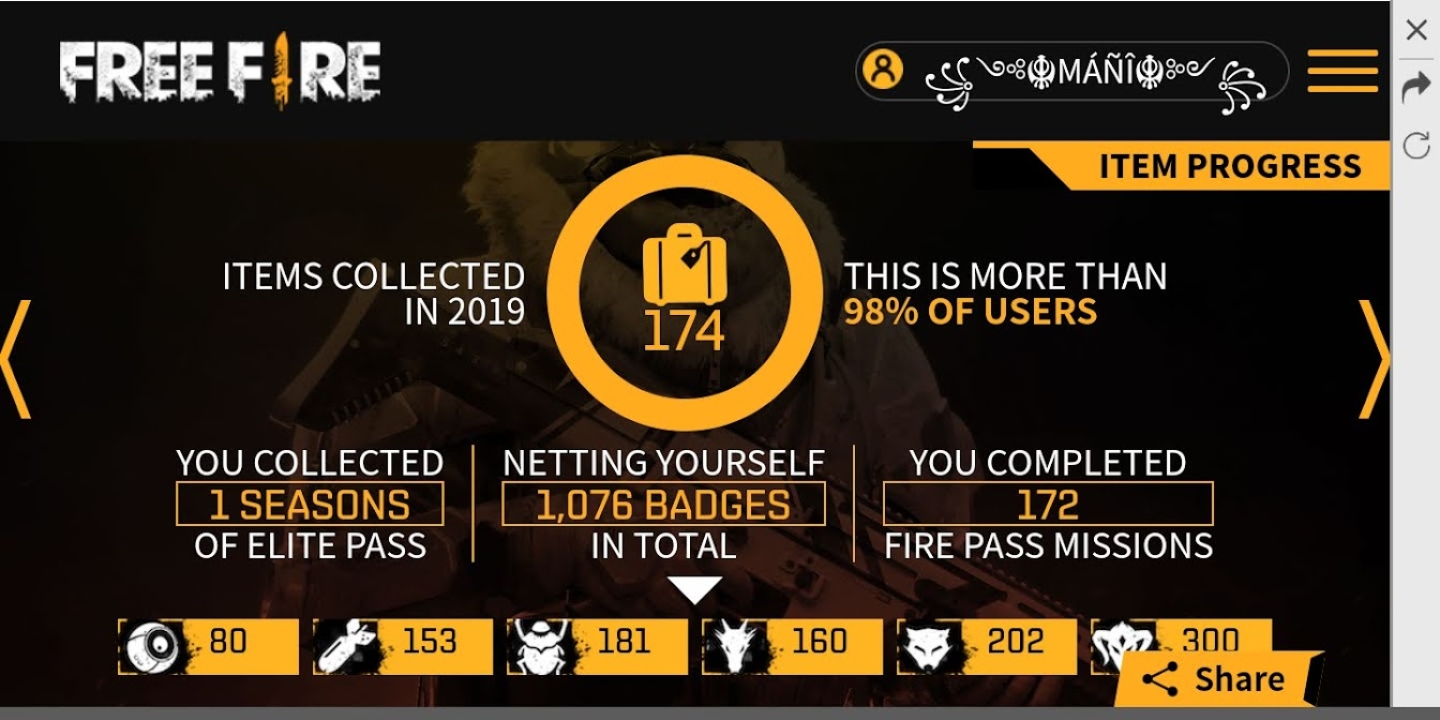 FREE FIRE
MÁÑÎ
ITEM PROGRESS
ITEMS COLLECTED
IN 2019
174
THIS IS MORE THAN
98% OF USERS
YOU COLLECTED
1 SEASONS
OF ELITE PASS
NETTING YOURSELF
1,076 BADGES
IN TOTAL
YOU COMPLETED
172
FIRE PASS MISSIONS
80
153
181
160
202
300
Share